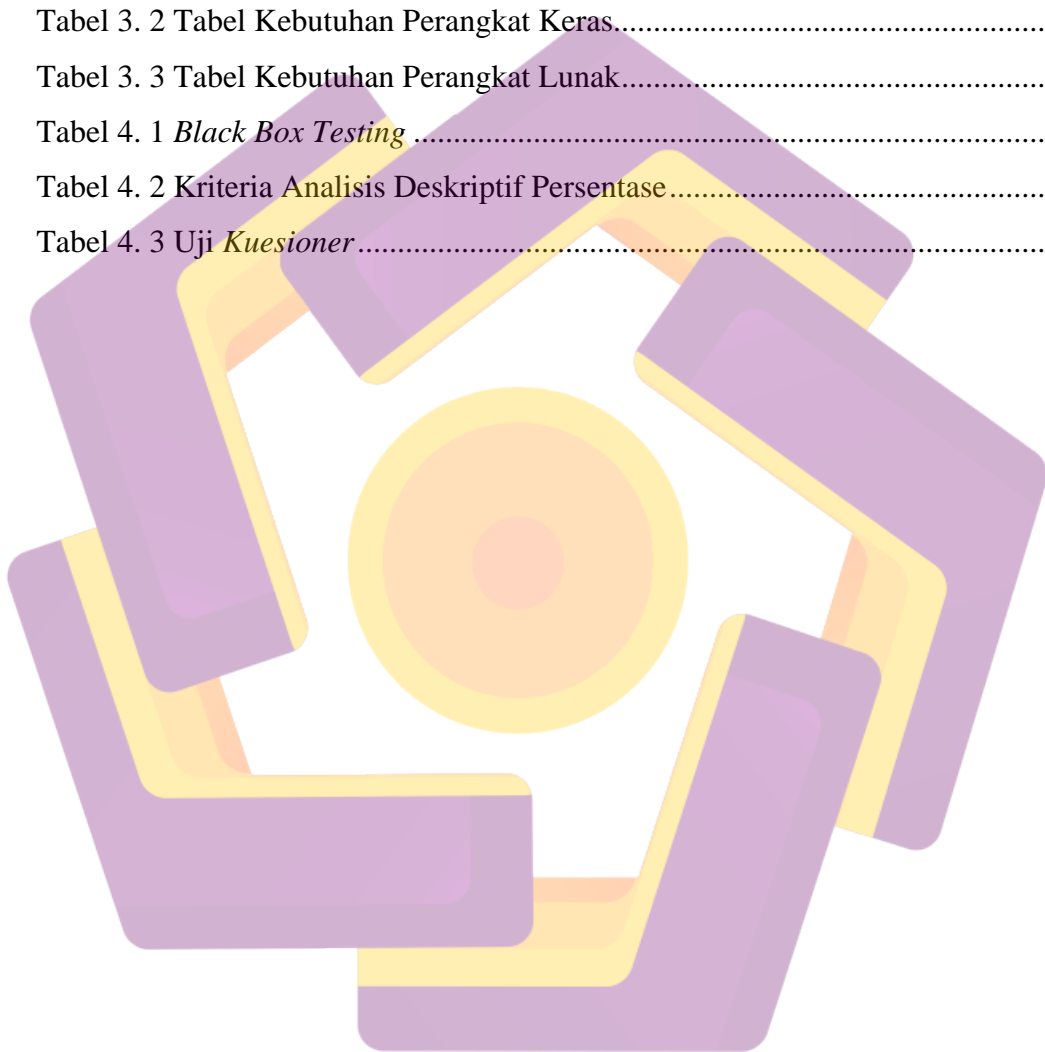 Tabel 3. 2 Tabel Kebutuhan Perangkat Keras......................................................
Tabel 3. 3 Tabel Kebutuhan Perangkat Lunak.....................................................
Tabel 4. 1 Black Box Testing ...............................................................................
Tabel 4. 2 Kriteria Analisis Deskriptif Persentase...............................................
Tabel 4. 3 Uji Kuesioner......................................................................................